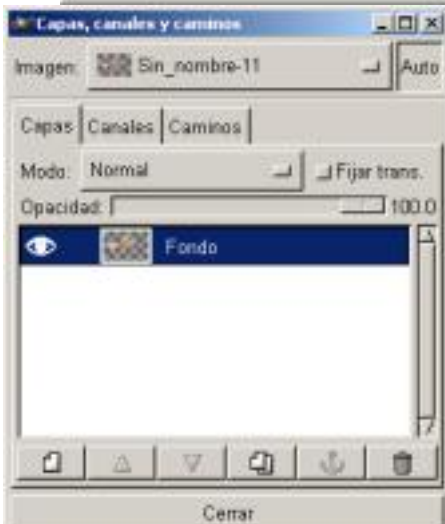 Capas, canales y caminos
Imagen: Sin_nombre-11 Auto
Capas Canales Caminos
Modo: Normal Fijar trans.
Opacidad: 100.0
Fondo
Cerrar